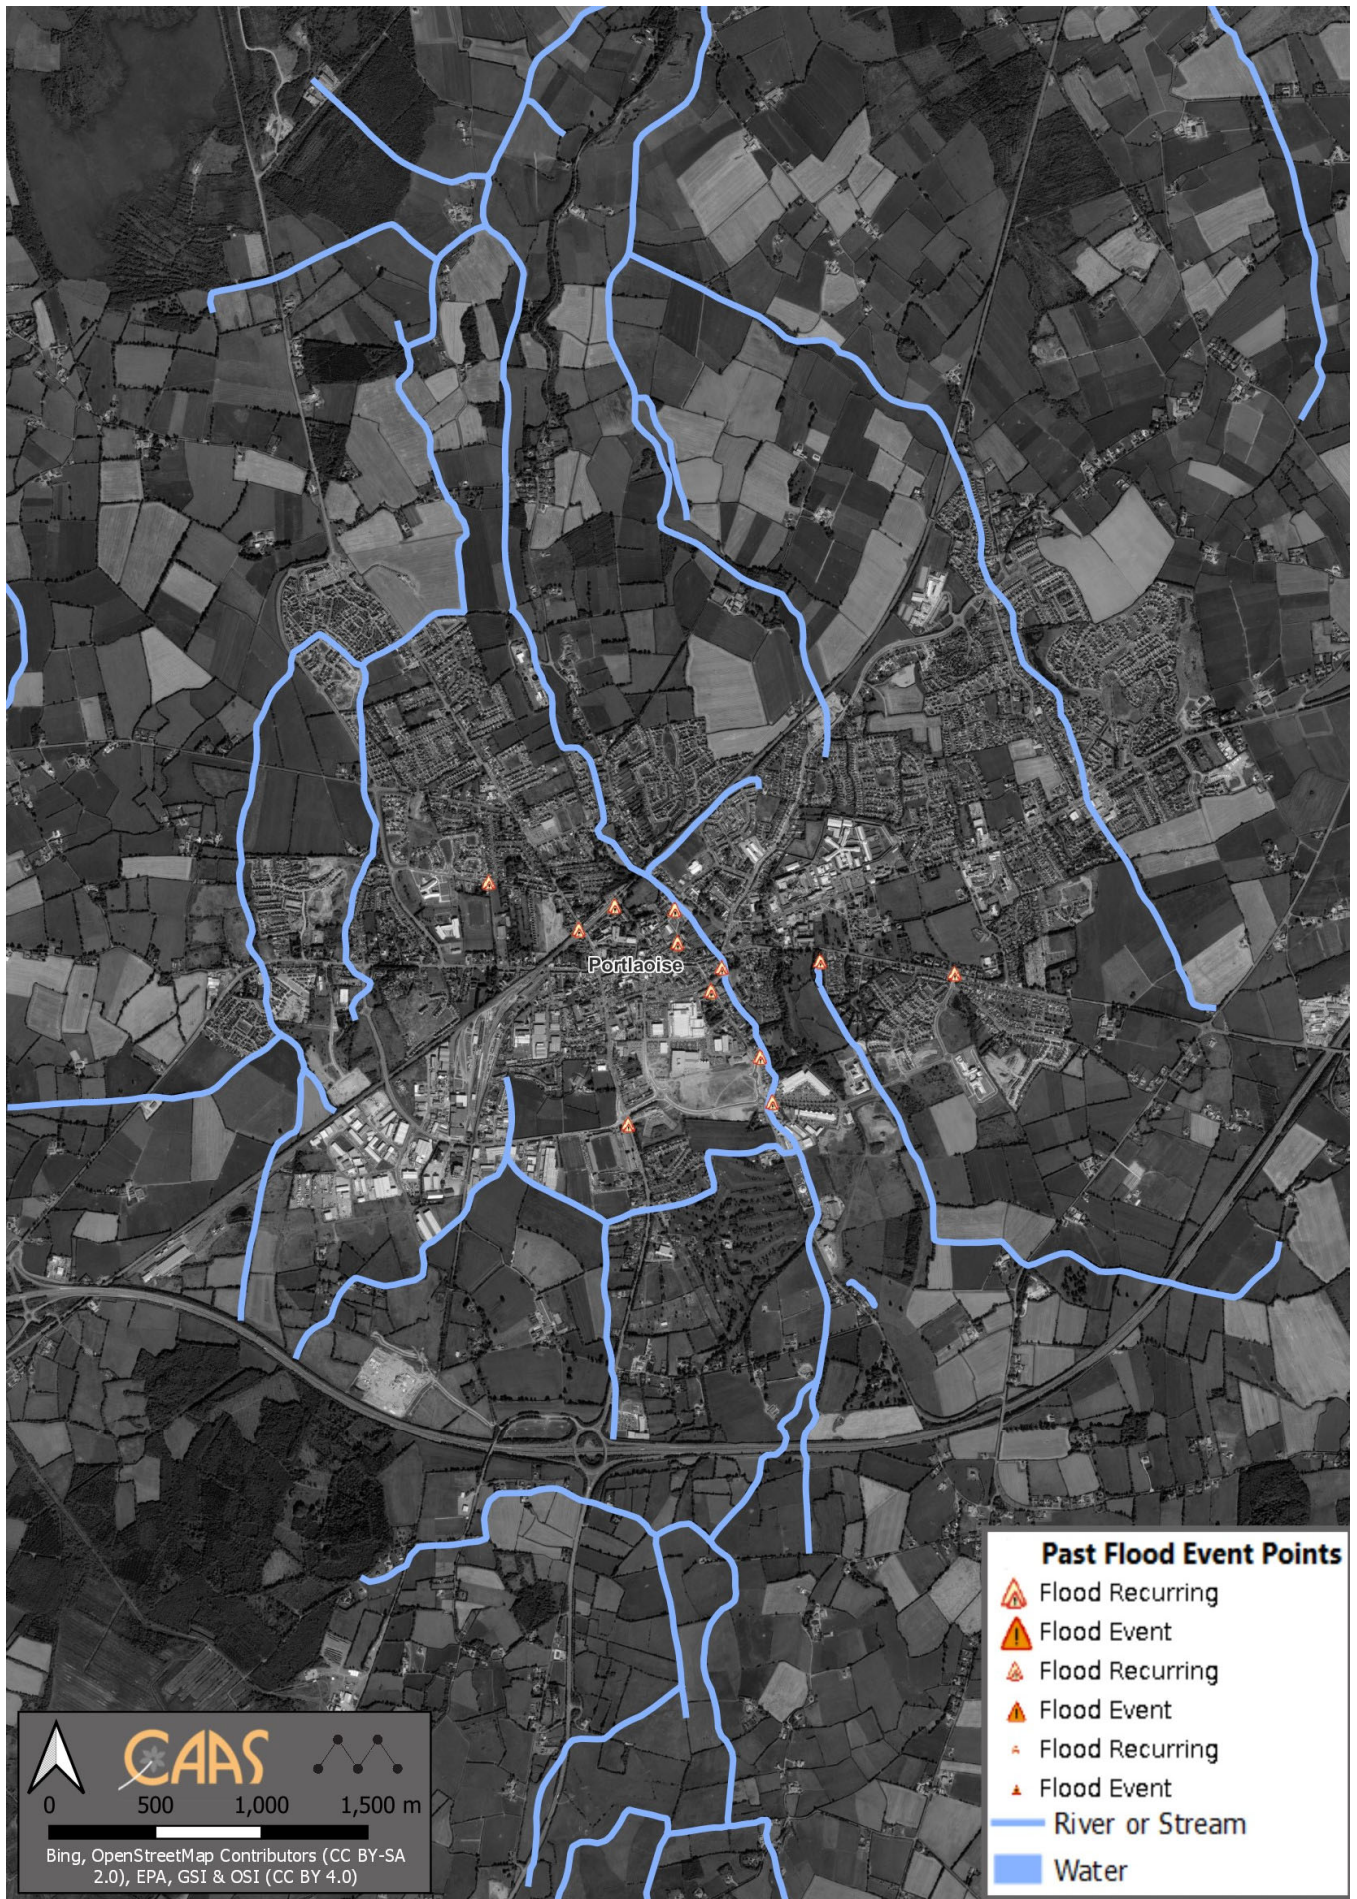 Portlaoise
Past Flood Event Points
Flood Recurring
Flood Event
Flood Recurring
Flood Event
Flood Recurring
Flood Event
River or Stream
Water
CAAS
0 500 1,000 1,500 m
Bing, OpenStreetMap Contributors (CC BY-SA
2.0), EPA, GSI & OSI (CC BY 4.0)